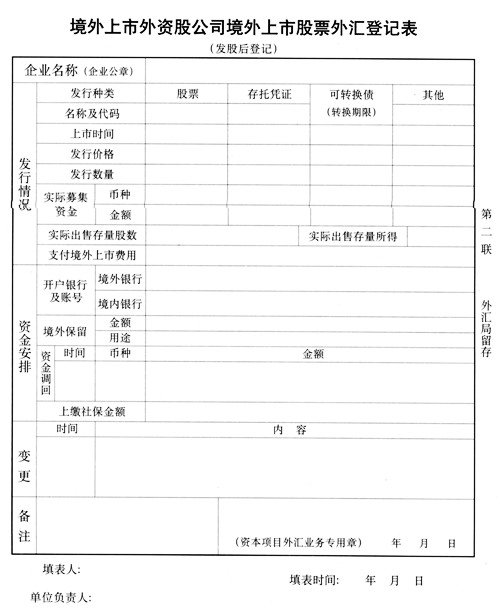 境外上市外资股公司境外上市股票外汇登记表
(发股后登记)
企业名称 (企业公章)
发行情况
发行种类 股票 存托凭证 可转换债 (转换期限) 其他
名称及代码
上市时间
发行价格
发行数量
实际募集资金 币种
金额
实际出售存量股数 实际出售存量所得
支付境外上市费用
资金安排
开户银行及账号 境外银行
境内银行
境外保留 金额
用途
资金调回 时间 币种 金额
上缴社保金额
变更
时间 内 容
备注
(资本项目外汇业务专用章) 年 月 日
第二联
外汇局留存
填表人:
填表时间: 年 月 日
单位负责人: